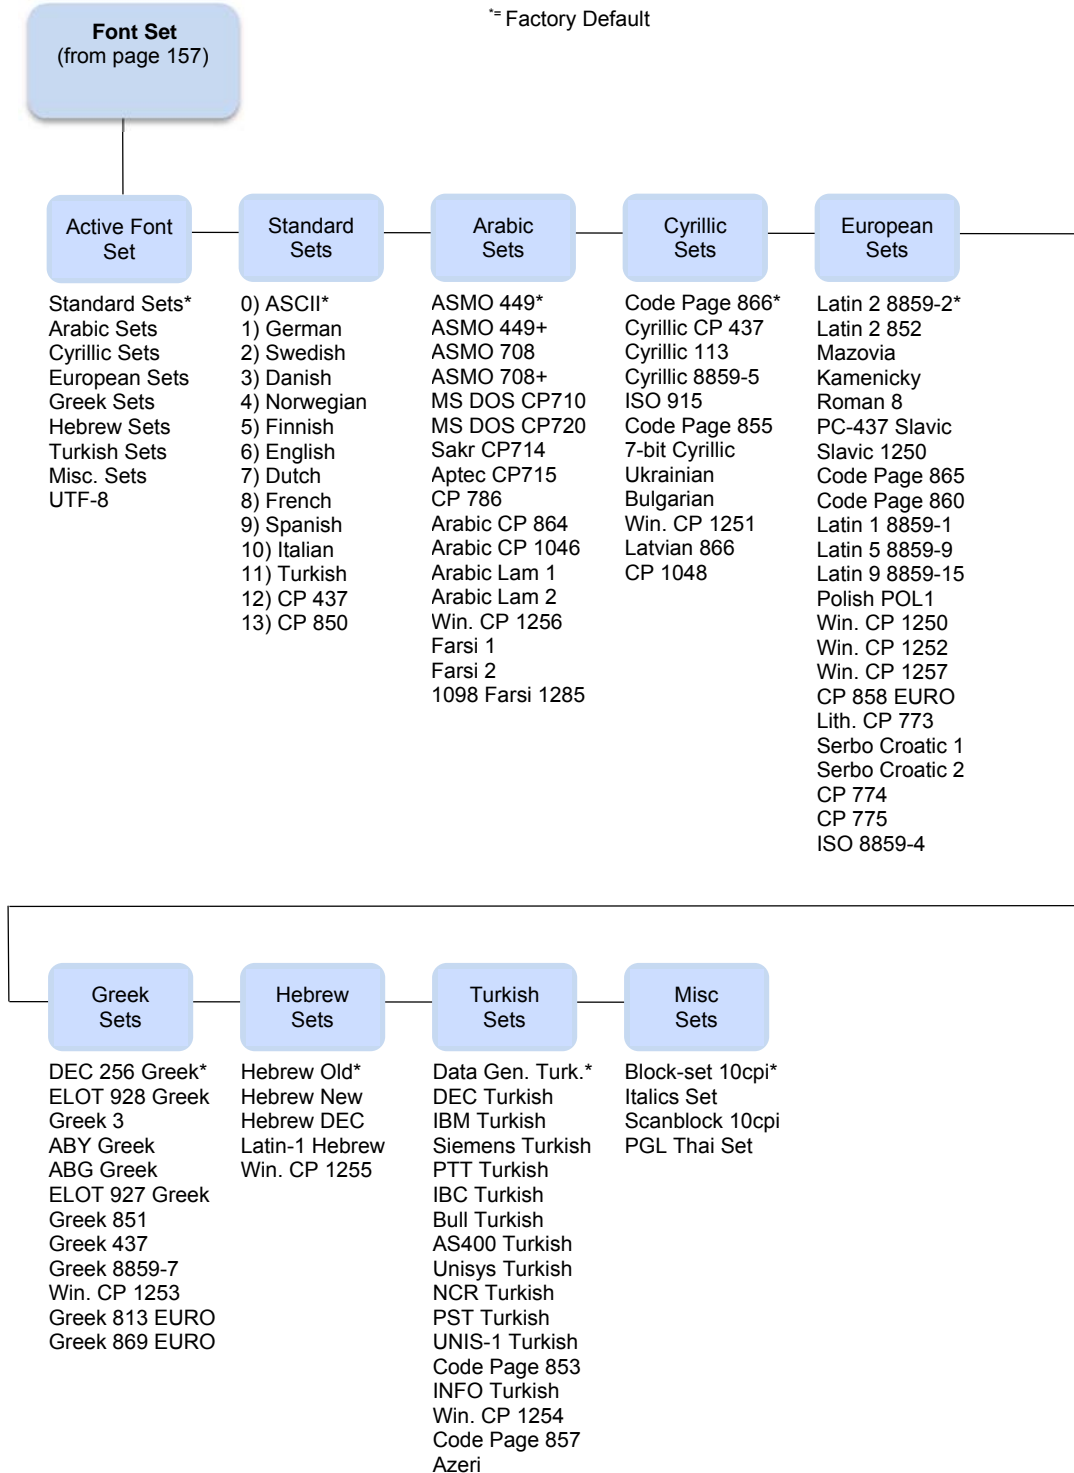 Font Set
(from page 157)
*= Factory Default
Active Font
Set
Standard Sets*
Arabic Sets
Cyrillic Sets
European Sets
Greek Sets
Hebrew Sets
Turkish Sets
Misc. Sets
UTF-8
Standard
Sets
0) ASCII*
1) German
2) Swedish
3) Danish
4) Norwegian
5) Finnish
6) English
7) Dutch
8) French
9) Spanish
10) Italian
11) Turkish
12) CP 437
13) CP 850
Arabic
Sets
ASMO 449*
ASMO 449+
ASMO 708
ASMO 708+
MS DOS CP710
MS DOS CP720
Sakr CP714
Aptec CP715
CP 786
Arabic CP 864
Arabic CP 1046
Arabic Lam 1
Arabic Lam 2
Win. CP 1256
Farsi 1
Farsi 2
1098 Farsi 1285
Cyrillic
Sets
Code Page 866*
Cyrillic CP 437
Cyrillic 113
Cyrillic 8859-5
ISO 915
Code Page 855
7-bit Cyrillic
Ukrainian
Bulgarian
Win. CP 1251
Latvian 866
CP 1048
European
Sets
Latin 2 8859-2*
Latin 2 852
Mazovia
Kamenicky
Roman 8
PC-437 Slavic
Slavic 1250
Code Page 865
Code Page 860
Latin 1 8859-1
Latin 5 8859-9
Latin 9 8859-15
Polish POL1
Win. CP 1250
Win. CP 1252
Win. CP 1257
CP 858 EURO
Lith. CP 773
Serbo Croatic 1
Serbo Croatic 2
CP 774
CP 775
ISO 8859-4
Greek
Sets
DEC 256 Greek*
ELOT 928 Greek
Greek 3
ABY Greek
ABG Greek
ELOT 927 Greek
Greek 851
Greek 437
Greek 8859-7
Win. CP 1253
Greek 813 EURO
Greek 869 EURO
Hebrew
Sets
Hebrew Old*
Hebrew New
Hebrew DEC
Latin-1 Hebrew
Win. CP 1255
Turkish
Sets
Data Gen. Turk.*
DEC Turkish
IBM Turkish
Siemens Turkish
PTT Turkish
IBC Turkish
Bull Turkish
AS400 Turkish
Unisys Turkish
NCR Turkish
PST Turkish
UNIS-1 Turkish
Code Page 853
INFO Turkish
Win. CP 1254
Code Page 857
Azeri
Misc
Sets
Block-set 10cpi*
Italics Set
Scanblock 10cpi
PGL Thai Set